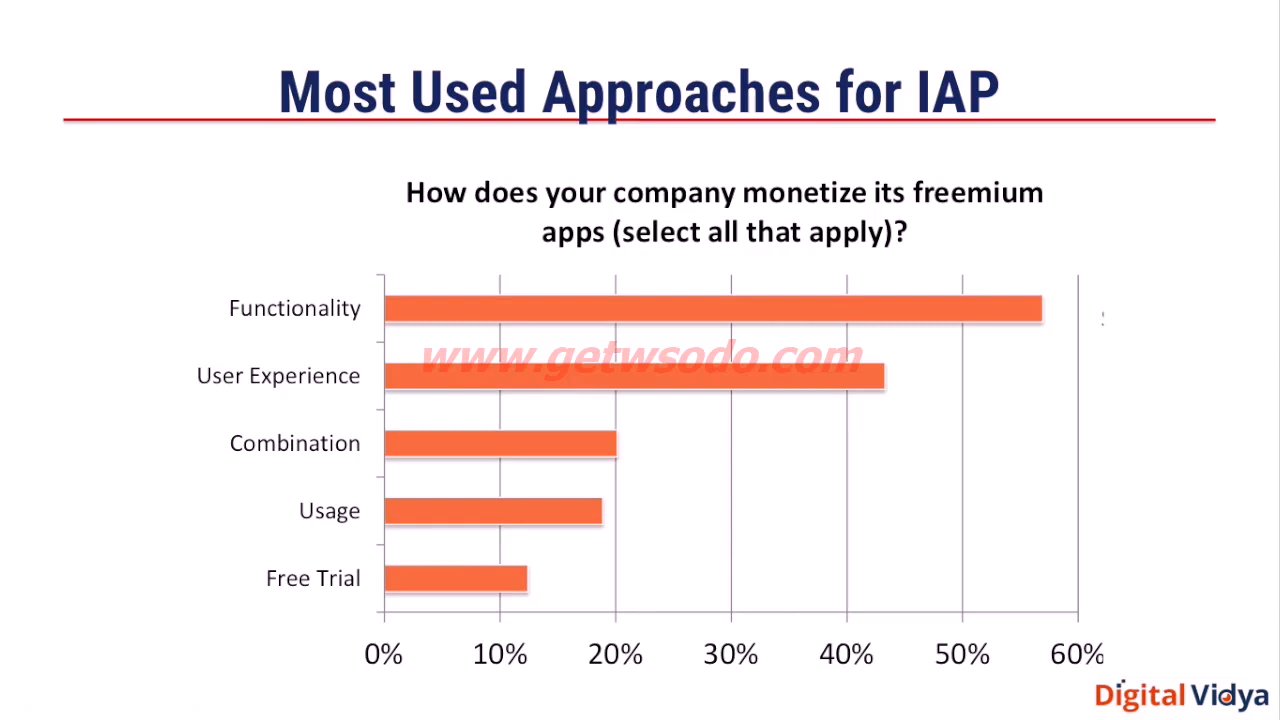 Most Used Approaches for IAP
How does your company monetize its freemium
apps (select all that apply)?
Functionality
www.getwsodo.com
User Experience
Combination
Usage
Free Trial
0% 10% 20% 30% 40% 50% 60%
Digital Vidya